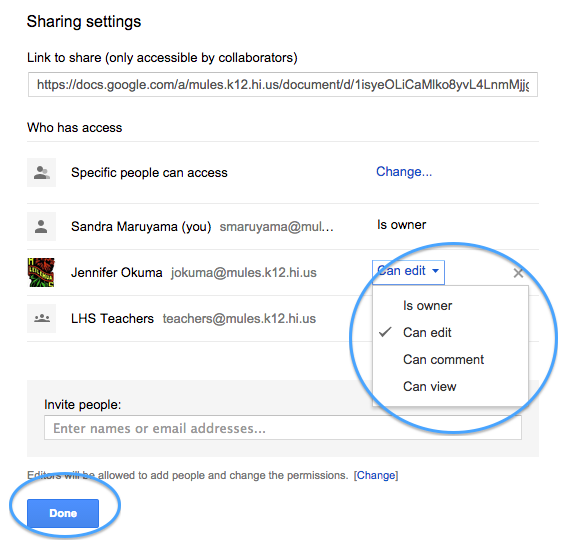 Sharing settings
Link to share (only accessible by collaborators)
https://docs.google.com/a/mules.k12.hi.us/document/d/1isyeOLiCaMlko8yvL4LnmMjjg
Who has access
Specific people can access Change...
Sandra Maruyama (you) smaruyama@mul... Is owner
Jennifer Okuma jokuma@mules.k12.hi.us Can edit
Is owner
LHS Teachers teachers@mules.k12.hi.us
Can edit
Can comment
Can view
Invite people:
Enter names or email addresses...
Editors will be allowed to add people and change the permissions. [Change]
Done